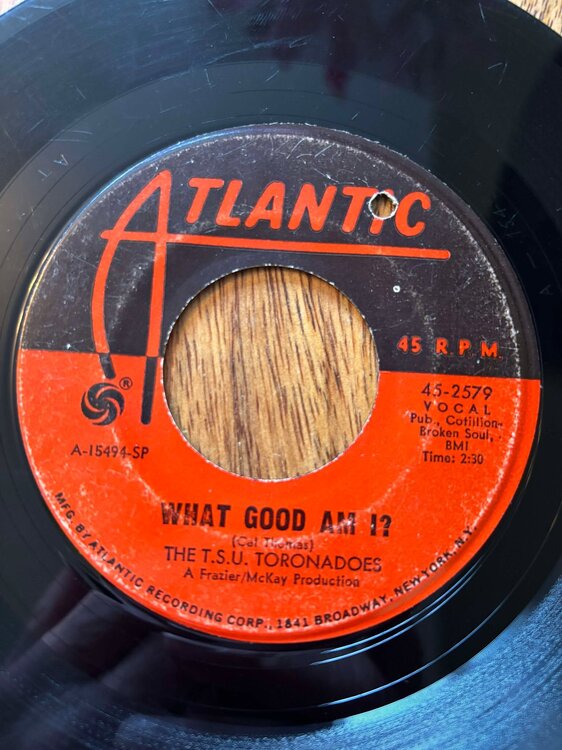 ATLANTIC
45 RPM
®
45-2579
VOCAL
Pub., Cotillion-
Broken Soul,
BMI
Time: 2:30
A-15494-SP
WHAT GOOD AM I?
(Cal Thomas)
THE T.S.U. TORONADOES
A Frazier/McKay Production
MFG. BY ATLANTIC RECORDING CORP., 1841 BROADWAY, NEW YORK, N.Y.